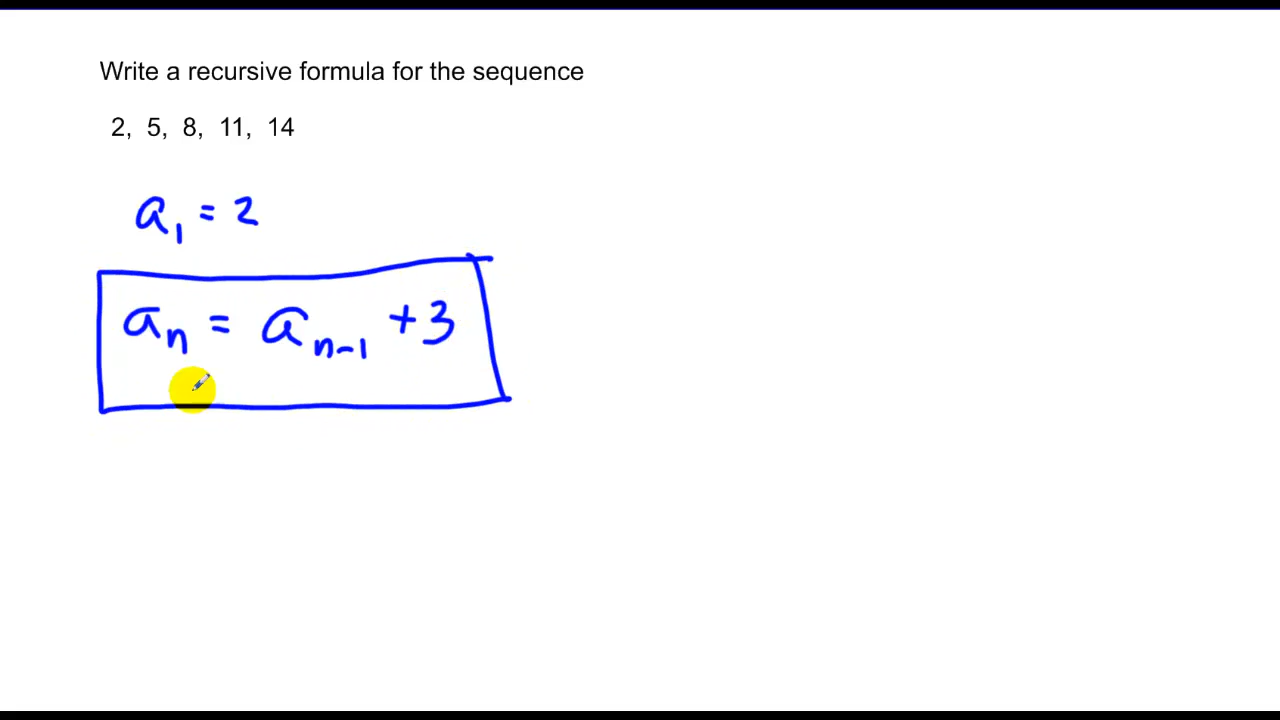 Write a recursive formula for the sequence
2, 5, 8, 11, 14
a₁ = 2
aₙ = aₙ₋₁ + 3